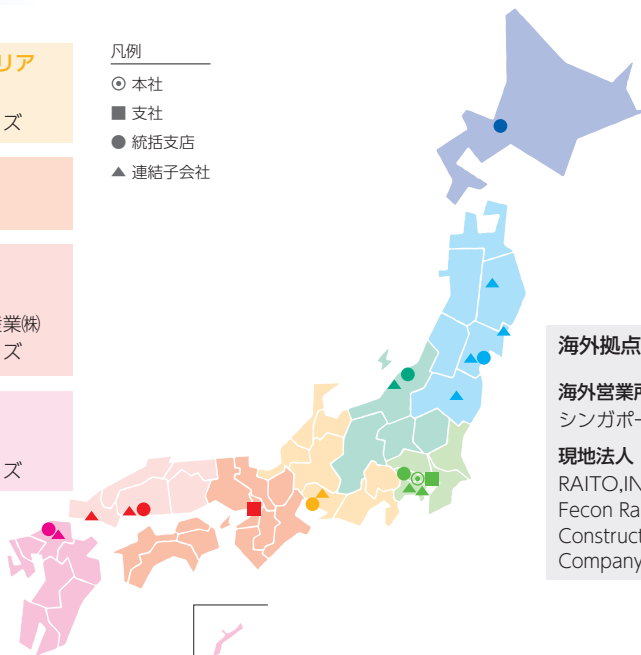 リア
ズ
業㈱
ズ
ズ
凡例
本社
支社
統括支店
連結子会社
海外拠点
海外営業所
シンガポー
現地法人
RAITO,IN
Fecon Ra
Construct
Company